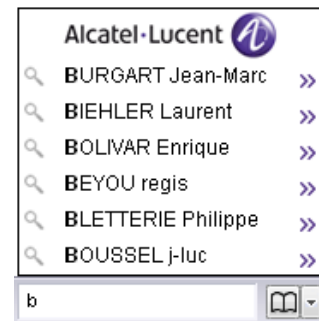 Alcatel·Lucent
BURGART Jean-Marc
BIEHLER Laurent
BOLIVAR Enrique
BEYOU regis
BLETTERIE Philippe
BOUSSEL j-luc
b